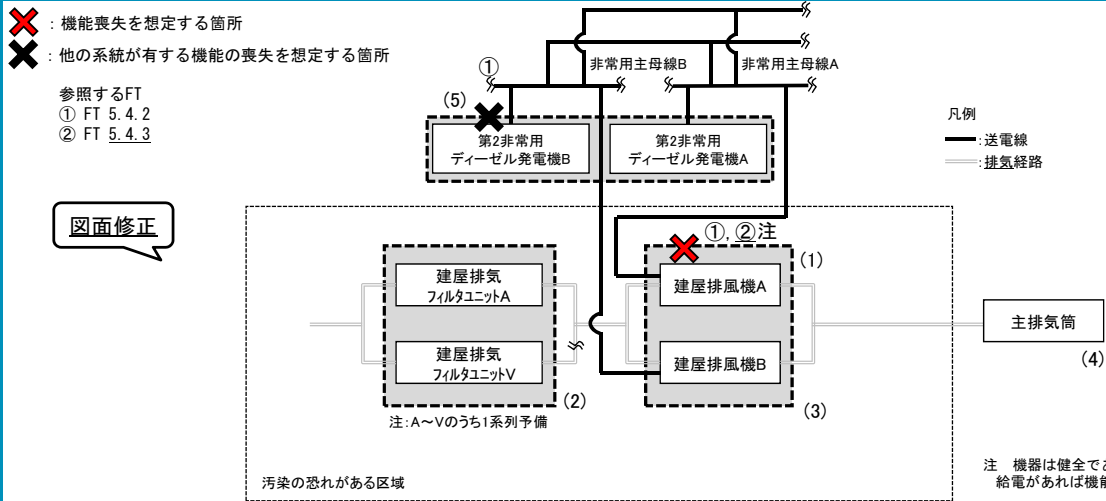 ：機能喪失を想定する箇所
：他の系統が有する機能の喪失を想定する箇所
参照するFT
① FT 5.4.2
② FT 5.4.3
図面修正
①
非常用主母線B
非常用主母線A
(5)
第2非常用
ディーゼル発電機B
第2非常用
ディーゼル発電機A
凡例
：送電線
：排気経路
①，②注
(1)
建屋排気
フィルタユニットA
建屋排風機A
主排気筒
(4)
建屋排気
フィルタユニットV
建屋排風機B
(2)
(3)
注：A～Vのうち1系列予備
汚染の恐れがある区域
注　機器は健全であ
給電があれば機能